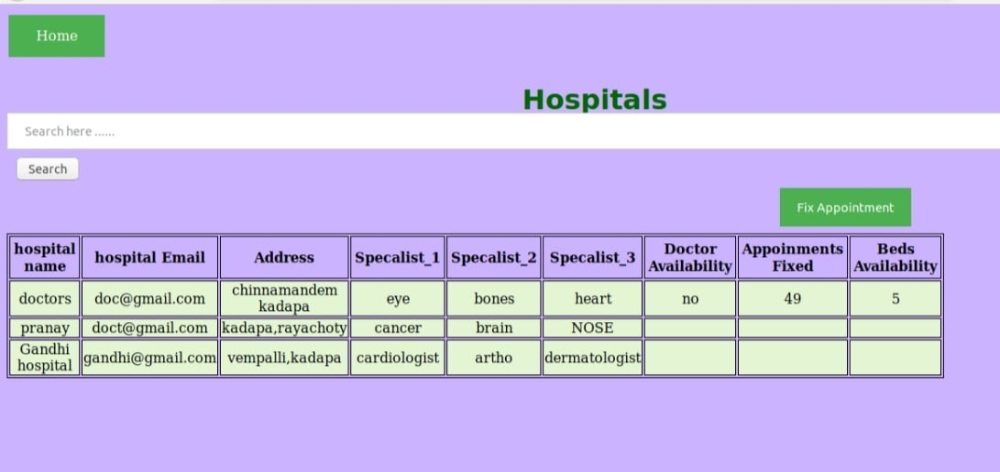 Home
Hospitals
Search here ......
Search
Fix Appointment
hospital name hospital Email Address Specalist_1 Specalist_2 Specalist_3 Doctor Availability Appoinments Fixed Beds Availability
doctors doc@gmail.com chinnamandem kadapa eye bones heart no 49 5
pranay doct@gmail.com kadapa,rayachoty cancer brain NOSE
Gandhi hospital gandhi@gmail.com vempalli,kadapa cardiologist artho dermatologist